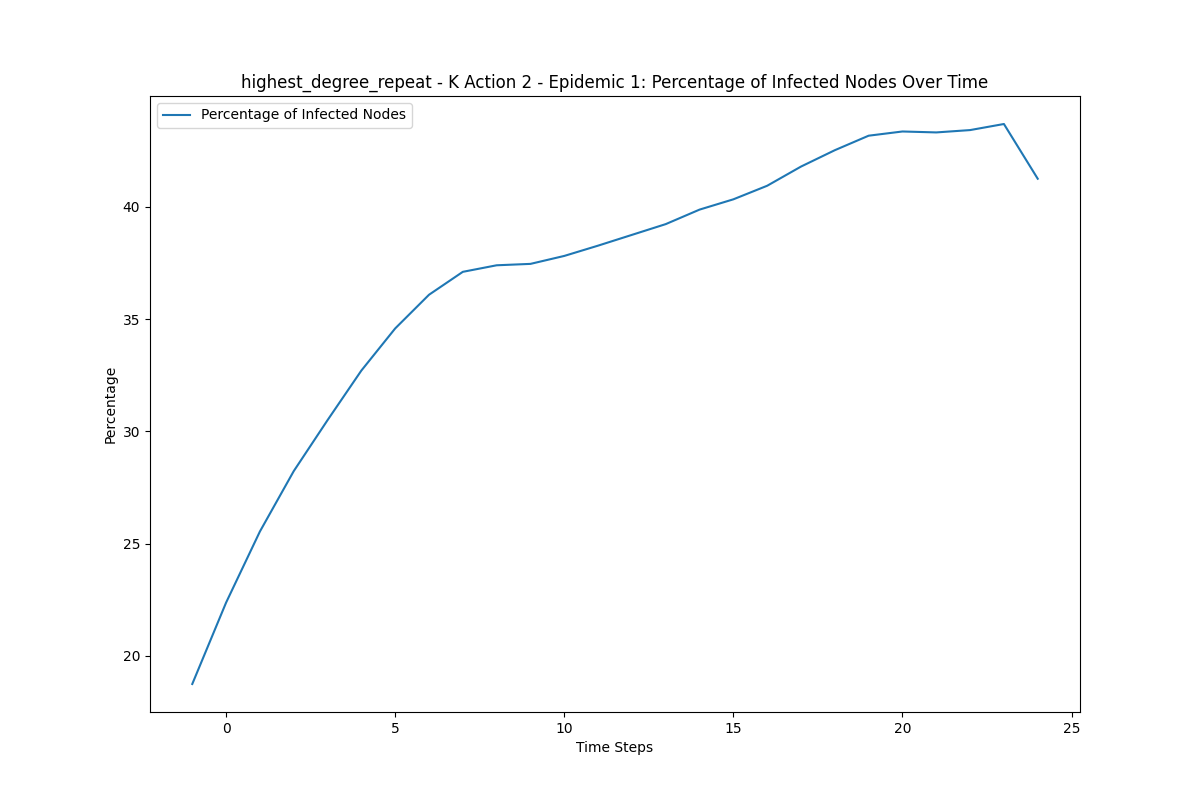 highest_degree_repeat - K Action 2 - Epidemic 1: Percentage of Infected Nodes Over Time
Percentage of Infected Nodes
Percentage
40
35
30
25
20
0
5
10
15
20
25
Time Steps